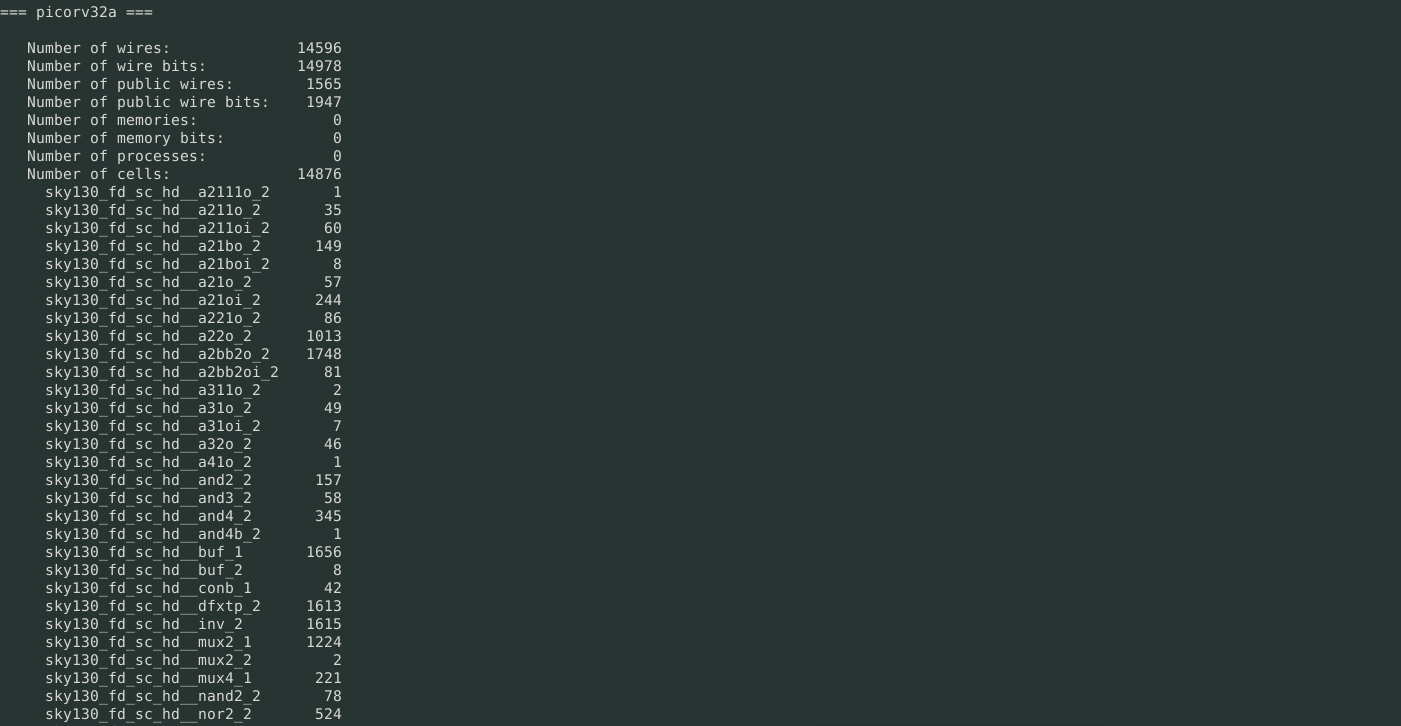 === picorv32a ===
Number of wires: 14596
Number of wire bits: 14978
Number of public wires: 1565
Number of public wire bits: 1947
Number of memories: 0
Number of memory bits: 0
Number of processes: 0
Number of cells: 14876
sky130_fd_sc_hd__a2111o_2 1
sky130_fd_sc_hd__a211o_2 35
sky130_fd_sc_hd__a211oi_2 60
sky130_fd_sc_hd__a21bo_2 149
sky130_fd_sc_hd__a21boi_2 8
sky130_fd_sc_hd__a21o_2 57
sky130_fd_sc_hd__a21oi_2 244
sky130_fd_sc_hd__a221o_2 86
sky130_fd_sc_hd__a22o_2 1013
sky130_fd_sc_hd__a2bb2o_2 1748
sky130_fd_sc_hd__a2bb2oi_2 81
sky130_fd_sc_hd__a311o_2 2
sky130_fd_sc_hd__a31o_2 49
sky130_fd_sc_hd__a31oi_2 7
sky130_fd_sc_hd__a32o_2 46
sky130_fd_sc_hd__a41o_2 1
sky130_fd_sc_hd__and2_2 157
sky130_fd_sc_hd__and3_2 58
sky130_fd_sc_hd__and4_2 345
sky130_fd_sc_hd__and4b_2 1
sky130_fd_sc_hd__buf_1 1656
sky130_fd_sc_hd__buf_2 8
sky130_fd_sc_hd__conb_1 42
sky130_fd_sc_hd__dfxtp_2 1613
sky130_fd_sc_hd__inv_2 1615
sky130_fd_sc_hd__mux2_1 1224
sky130_fd_sc_hd__mux2_2 2
sky130_fd_sc_hd__mux4_1 221
sky130_fd_sc_hd__nand2_2 78
sky130_fd_sc_hd__nor2_2 524